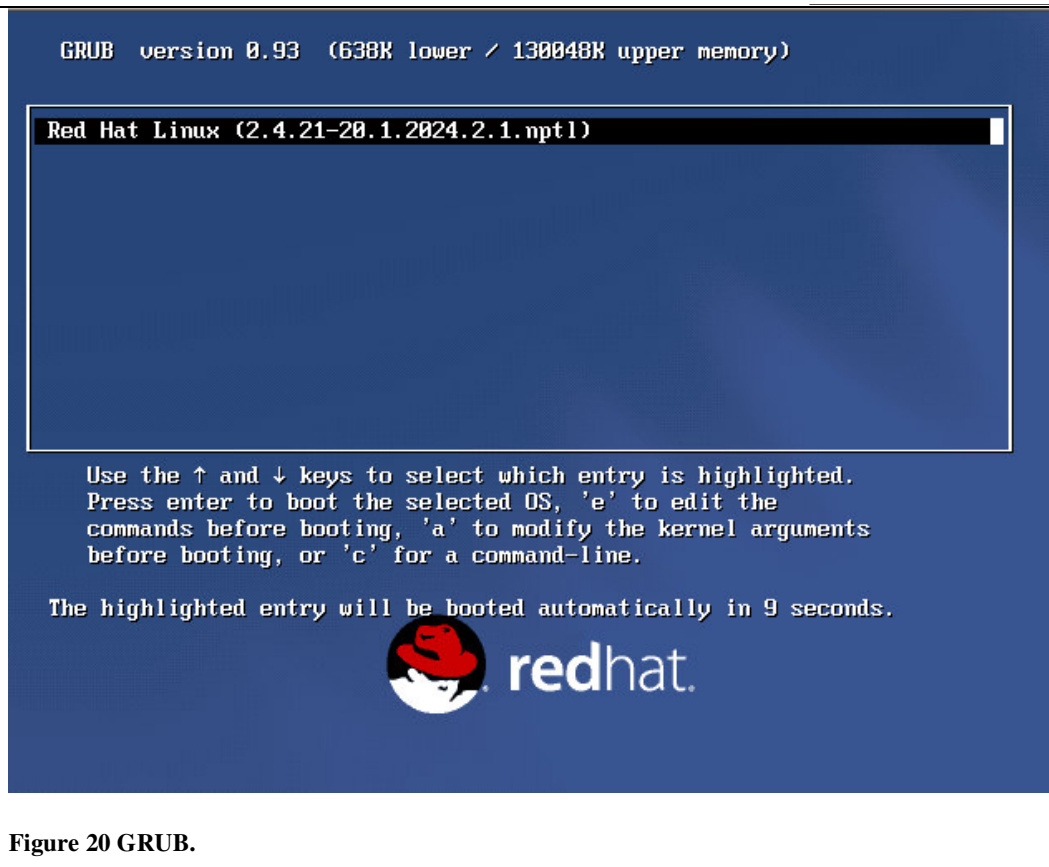 GRUB version 0.93 (638K lower / 130048K upper memory)
Red Hat Linux (2.4.21-20.1.2024.2.1.nptl)
Use the ↑ and ↓ keys to select which entry is highlighted.
Press enter to boot the selected OS, 'e' to edit the
commands before booting, 'a' to modify the kernel arguments
before booting, or 'c' for a command-line.
The highlighted entry will be booted automatically in 9 seconds.
redhat.
Figure 20 GRUB.